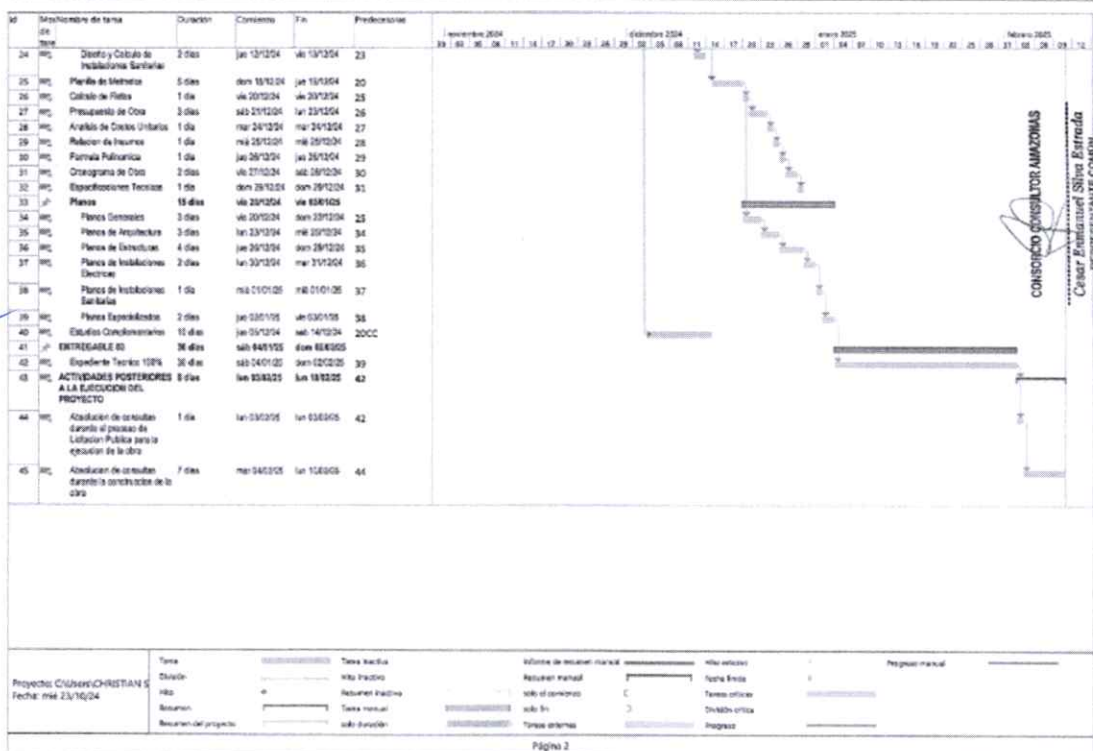 Id Modo de tarea Nombre de tarea Duración Comienzo Fin Predecesoras
noviembre 2024 diciembre 2024 enero 2025 febrero 2025
24 Diseño y Calculo de Instalaciones Sanitarias 2 días jue 12/12/24 vie 13/12/24 23
25 Planilla de Metrados 5 días dom 15/12/24 jue 19/12/24 20
26 Calculo de Fletes 1 día vie 20/12/24 vie 20/12/24 25
27 Presupuesto de Obra 3 días sáb 21/12/24 lun 23/12/24 26
28 Analisis de Costos Unitarios 1 día mar 24/12/24 mar 24/12/24 27
29 Relacion de Insumos 1 día mié 25/12/24 mié 25/12/24 28
30 Formula Polinomica 1 día jue 26/12/24 jue 26/12/24 29
31 Cronograma de Obra 2 días vie 27/12/24 sáb 28/12/24 30
32 Especificaciones Tecnicas 1 día dom 29/12/24 dom 29/12/24 31
33 Planos 15 días vie 20/12/24 vie 03/01/25
34 Planos Generales 3 días vie 20/12/24 dom 22/12/24 25
35 Planos de Arquitectura 3 días lun 23/12/24 mié 25/12/24 34
36 Planos de Estructuras 4 días jue 26/12/24 dom 29/12/24 35
37 Planos de Instalaciones Electricas 2 días lun 30/12/24 mar 31/12/24 36
38 Planos de Instalaciones Sanitarias 1 día mié 01/01/25 mié 01/01/25 37
39 Planos Especializados 2 días jue 02/01/25 vie 03/01/25 38
40 Estudios Complementarios 10 días jue 05/12/24 sáb 14/12/24 20CC
41 ENTREGABLE 03 30 días sáb 04/01/25 dom 02/02/25
42 Expediente Tecnico 100% 30 días sáb 04/01/25 dom 02/02/25 39
43 ACTIVIDADES POSTERIORES A LA EJECUCION DEL PROYECTO 8 días lun 03/02/25 lun 10/02/25 42
44 Absolucion de consultas durante el proceso de Licitacion Publica para la ejecucion de la obra 1 día lun 03/02/25 lun 03/02/25 42
45 Absolucion de consultas durante la construccion de la obra 7 días mar 04/02/25 lun 10/02/25 44
CONSORCIO CONSULTOR AMAZONAS
Cesar Enmanuel Silva Estrada
REPRESENTANTE COMÚN
Proyecto: C:\Users\CHRISTIAN S
Fecha: mié 23/10/24
Tarea Tarea inactiva Informe de resumen manual Hito externo Progreso manual
División Hito inactivo Resumen manual Fecha límite
Hito Resumen inactivo solo el comienzo Tareas críticas
Resumen Tarea manual solo fin División crítica
Resumen del proyecto solo duración Tareas externas Progreso
Página 2